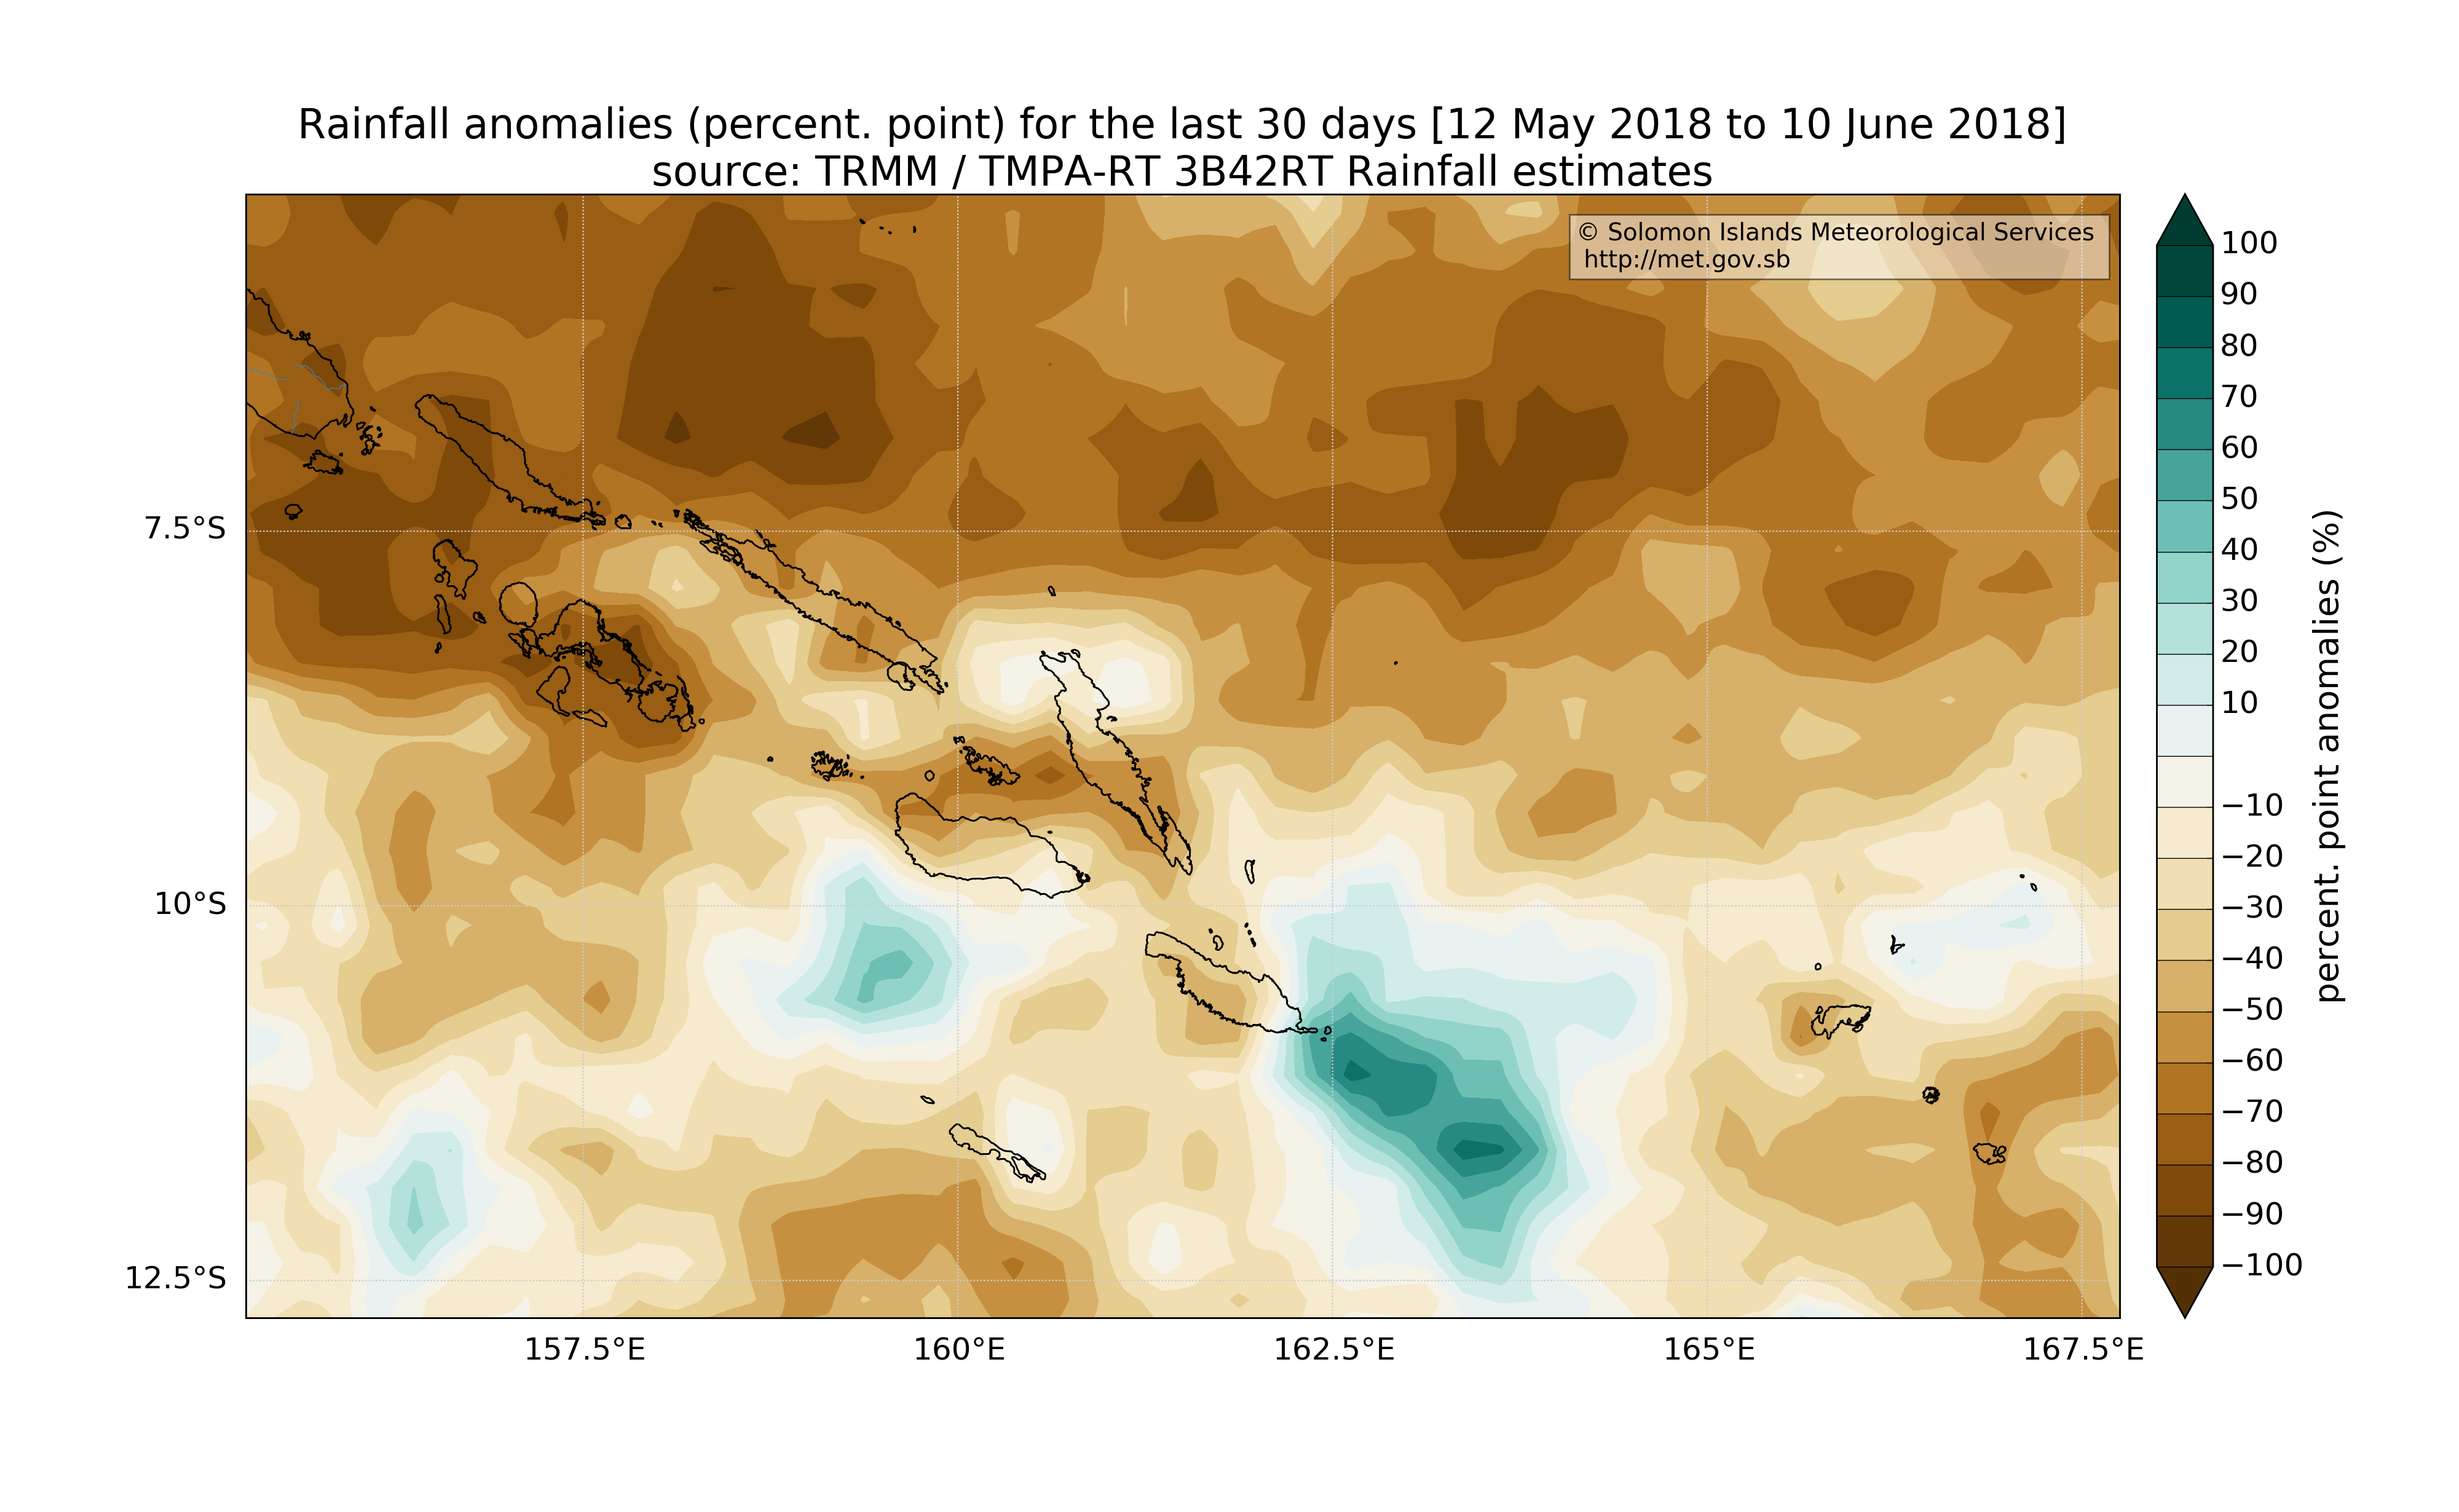 Rainfall anomalies (percent. point) for the last 30 days [12 May 2018 to 10 June 2018]
source: TRMM / TMPA-RT 3B42RT Rainfall estimates
© Solomon Islands Meteorological Services
http://met.gov.sb
7.5°S
10°S
12.5°S
157.5°E
160°E
162.5°E
165°E
167.5°E
100
90
80
70
60
50
40
30
20
10
−10
−20
−30
−40
−50
−60
−70
−80
−90
−100
percent. point anomalies (%)